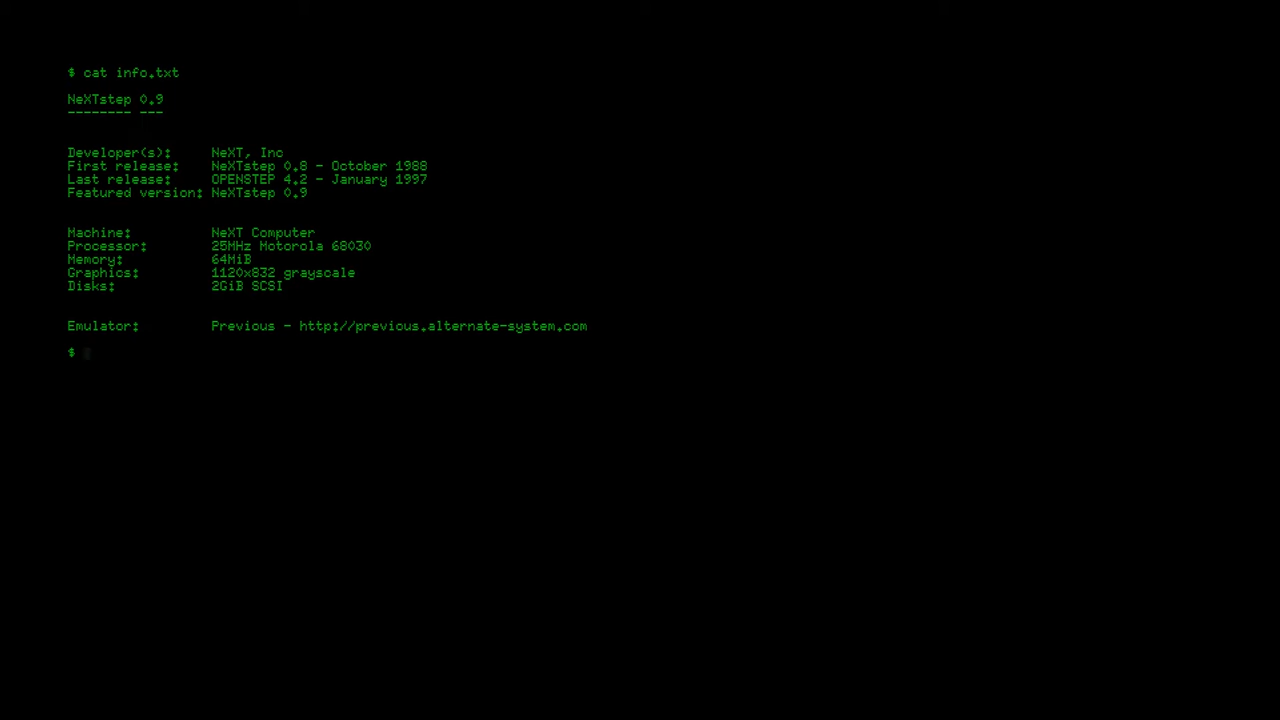 $ cat info.txt
NeXTstep 0.9
-------- ---
Developer(s): NeXT, Inc
First release: NeXTstep 0.8 - October 1988
Last release: OPENSTEP 4.2 - January 1997
Featured version: NeXTstep 0.9
Machine: NeXT Computer
Processor: 25MHz Motorola 68030
Memory: 64MiB
Graphics: 1120x832 grayscale
Disks: 2GiB SCSI
Emulator: Previous - http://previous.alternate-system.com
$